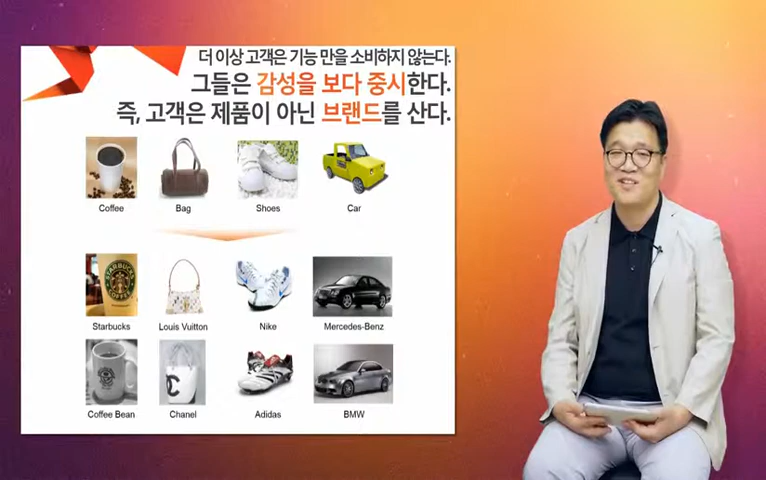 더 이상 고객은 기능 만을 소비하지 않는다.
그들은 감성을 보다 중시한다.
즉, 고객은 제품이 아닌 브랜드를 산다.
Coffee Bag Shoes Car
STARBUCKS
COFFEE
Starbucks Louis Vuitton Nike Mercedes-Benz
Coffee Bean Chanel Adidas BMW